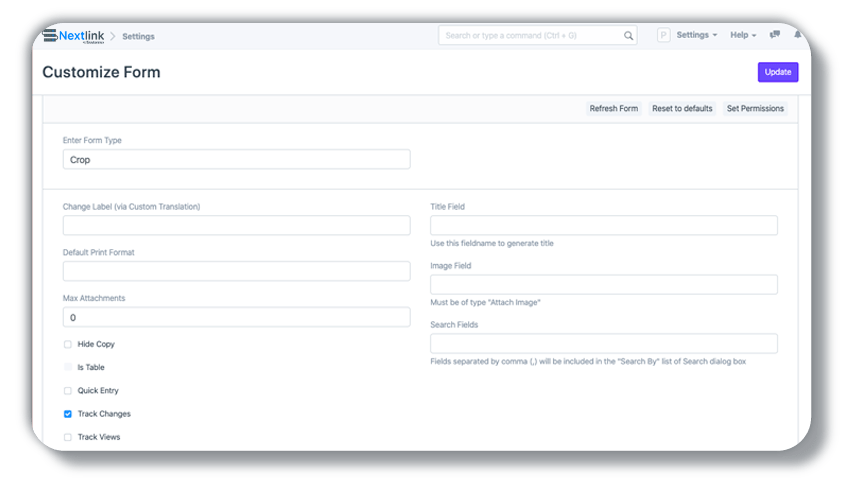 Nextlink Settings Search or type a command (Ctrl + G) P Settings Help
Customize Form Update
Refresh Form Reset to defaults Set Permissions
Enter Form Type
Crop
Change Label (via Custom Translation) Title Field
Use this fieldname to generate title
Default Print Format
Image Field
Must be of type "Attach Image"
Max Attachments
0
Search Fields
Fields separated by comma (,) will be included in the "Search By" list of Search dialog box
Hide Copy
Is Table
Quick Entry
Track Changes
Track Views